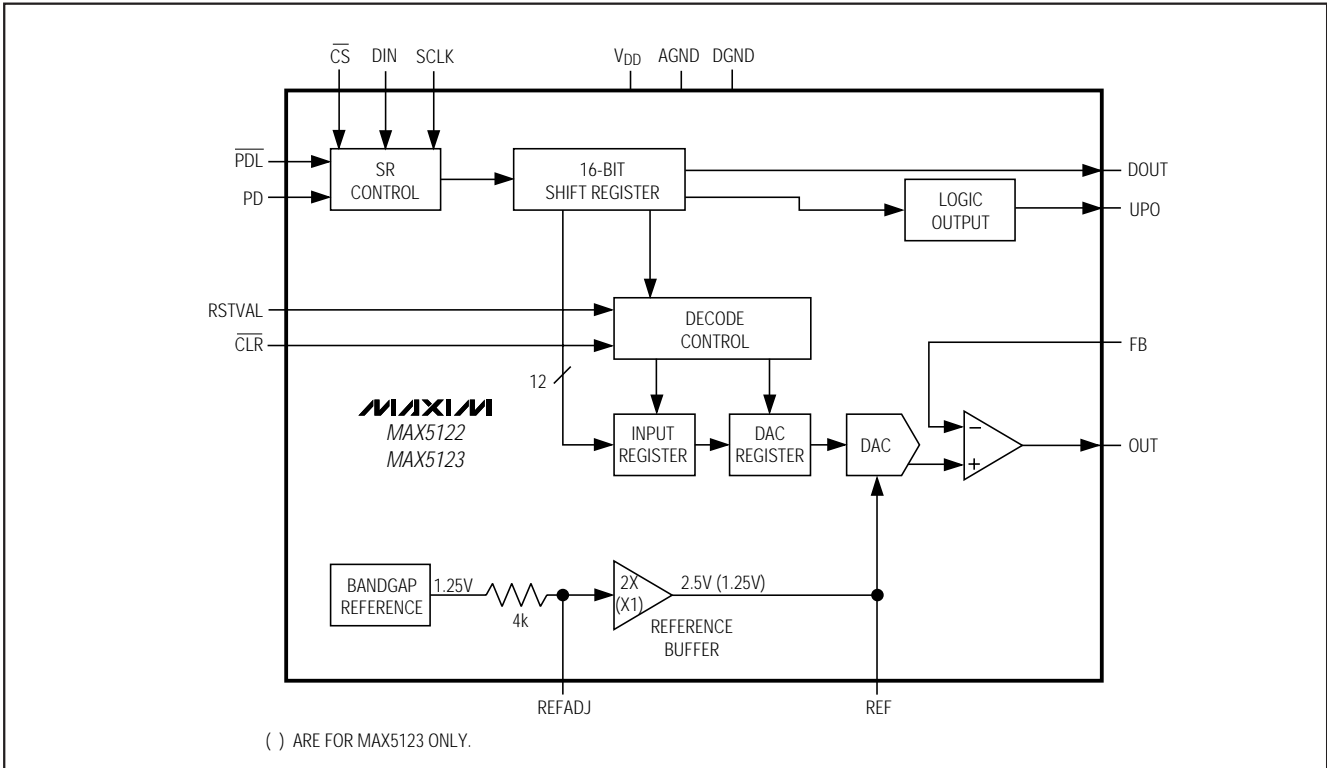 CS DIN SCLK VDD AGND DGND
PDL
PD
SR
CONTROL
16-BIT
SHIFT REGISTER
DOUT
LOGIC
OUTPUT
UPO
RSTVAL
CLR
DECODE
CONTROL
FB
12
MAXIM
MAX5122
MAX5123
INPUT
REGISTER
DAC
REGISTER
DAC
−
+
OUT
BANDGAP
REFERENCE
1.25V
4k
2X
(X1)
2.5V (1.25V)
REFERENCE
BUFFER
REFADJ
REF
( ) ARE FOR MAX5123 ONLY.